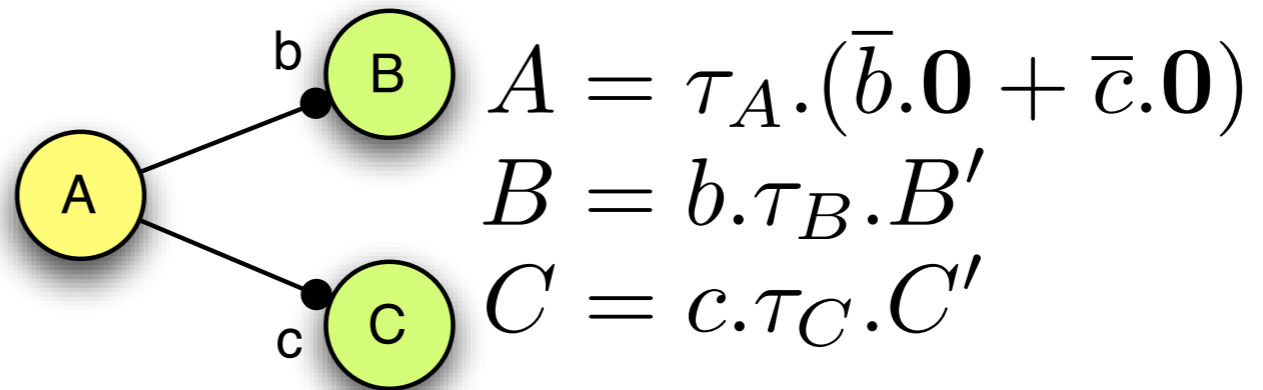 b
B
A
C
c
A = τ_A.(b̅.𝟎 + c̅.𝟎)
B = b.τ_B.B′
C = c.τ_C.C′